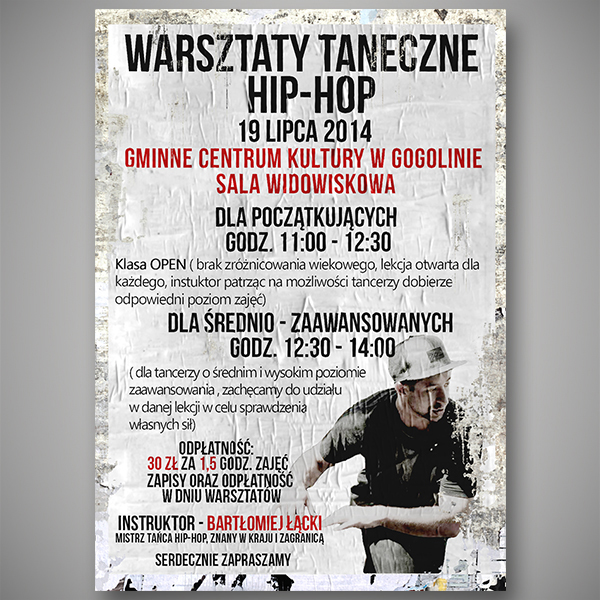 WARSZTATY TANECZNE
HIP-HOP
19 LIPCA 2014
GMINNE CENTRUM KULTURY W GOGOLINIE
SALA WIDOWISKOWA
DLA POCZĄTKUJĄCYCH
GODZ. 11:00 - 12:30
Klasa OPEN ( brak zróżnicowania wiekowego, lekcja otwarta dla
każdego, instuktor patrząc na możliwości tancerzy dobierze
odpowiedni poziom zajęć)
DLA ŚREDNIO - ZAAWANSOWANYCH
GODZ. 12:30 - 14:00
( dla tancerzy o średnim i wysokim poziomie
zaawansowania , zachęcamy do udziału
w danej lekcji w celu sprawdzenia
własnych sił)
ODPŁATNOŚĆ:
30 ZŁ ZA 1,5 GODZ. ZAJĘĆ
ZAPISY ORAZ ODPŁATNOŚĆ
W DNIU WARSZTATÓW
INSTRUKTOR - BARTŁOMIEJ ŁĄCKI
MISTRZ TAŃCA HIP-HOP, ZNANY W KRAJU I ZAGRANICĄ
SERDECZNIE ZAPRASZAMY